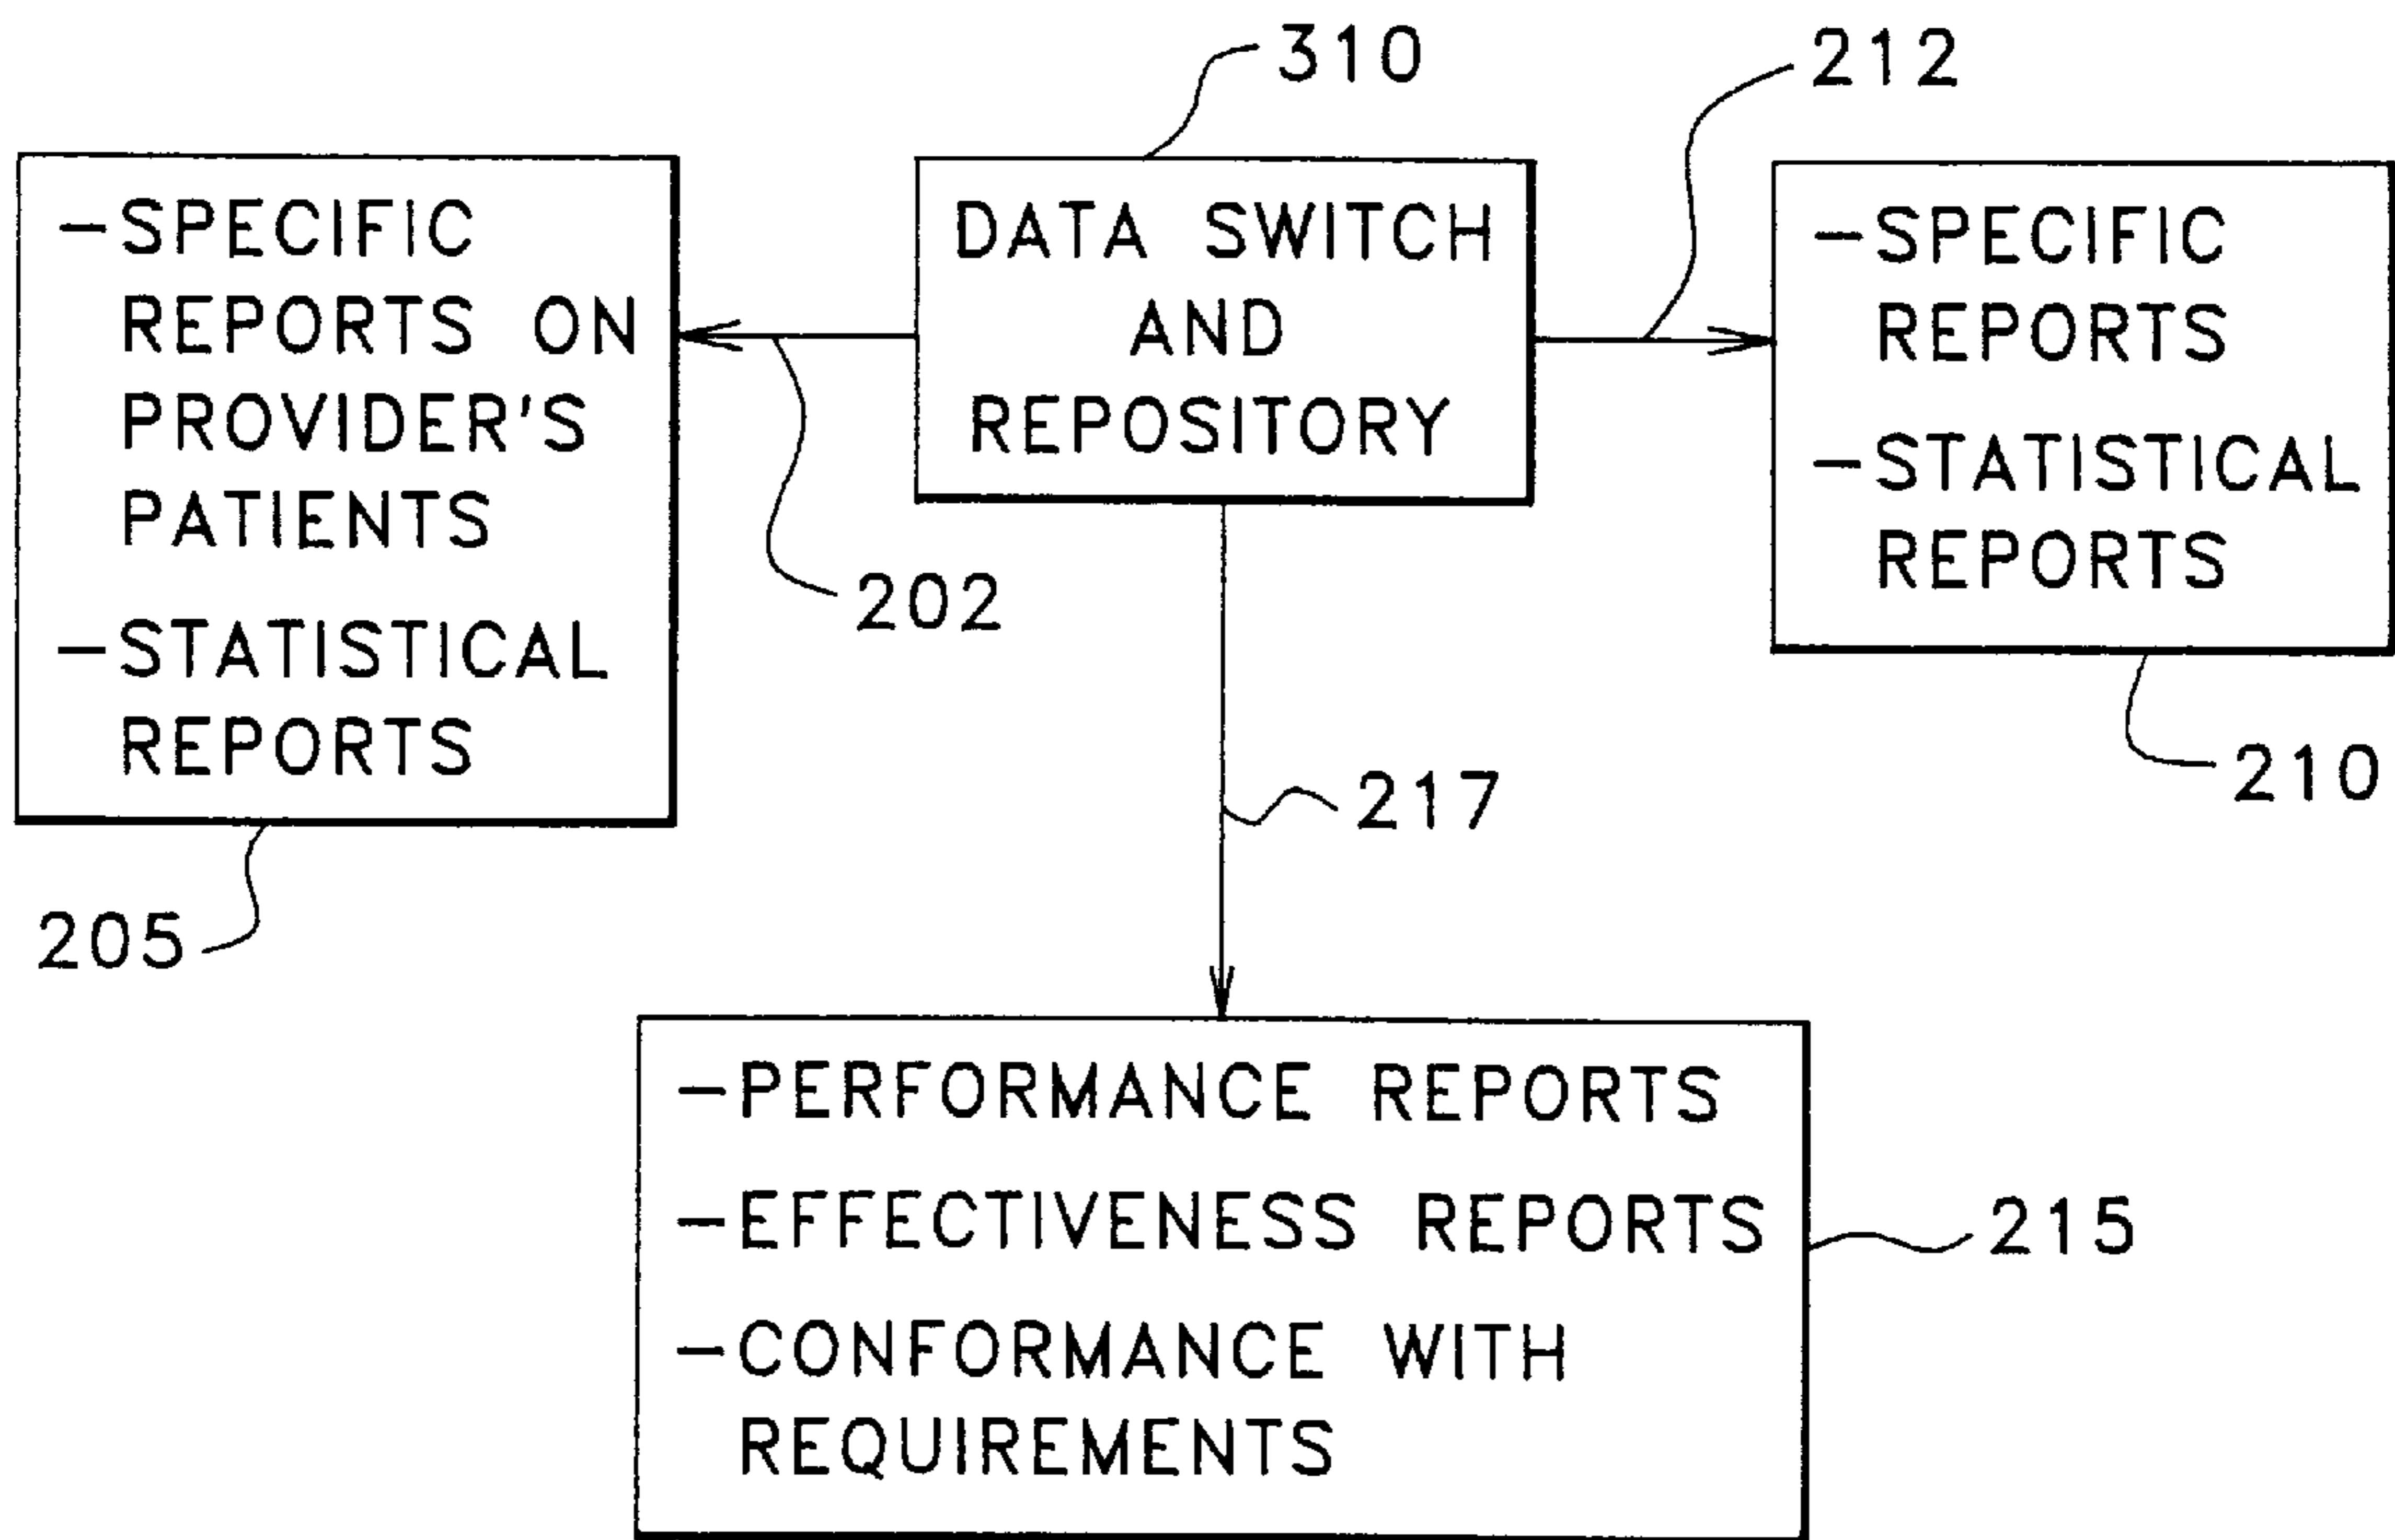 310
212
–SPECIFIC
REPORTS ON
PROVIDER'S
PATIENTS
–STATISTICAL
REPORTS
205
DATA SWITCH
AND
REPOSITORY
202
217
–SPECIFIC
REPORTS
–STATISTICAL
REPORTS
210
–PERFORMANCE REPORTS
–EFFECTIVENESS REPORTS
–CONFORMANCE WITH
REQUIREMENTS
215